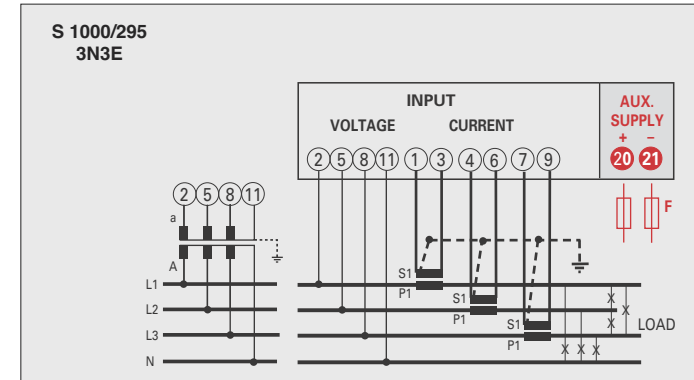 S 1000/295
3N3E
INPUT
AUX.
SUPPLY
VOLTAGE CURRENT
+ −
2 5 8 11 1 3 4 6 7 9 20 21
2 5 8 11
F
a
A
S1
L1
P1
S1
L2
P1
S1
LOAD
L3
P1
N